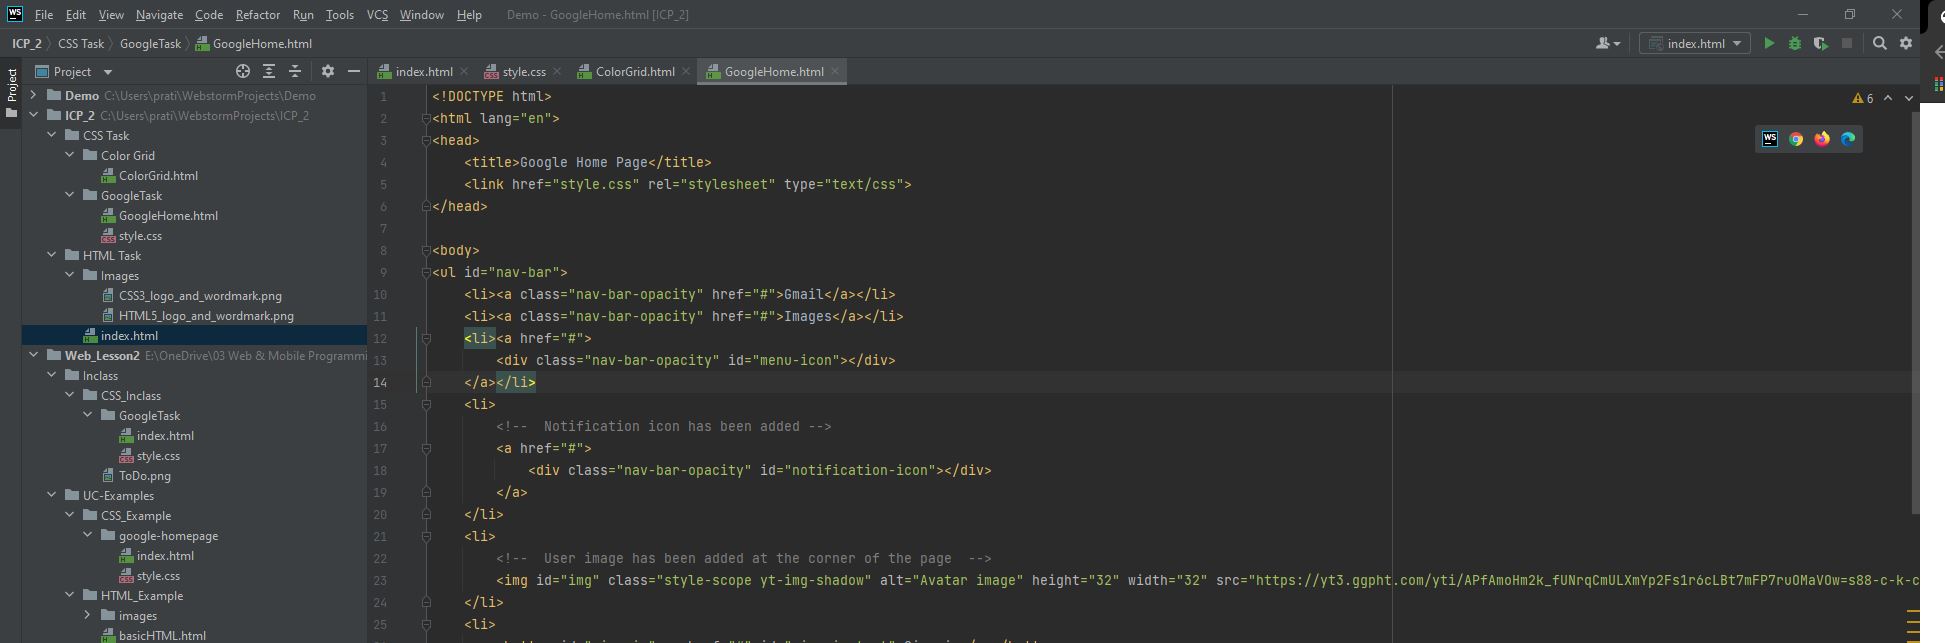 WS File Edit View Navigate Code Refactor Run Tools VCS Window Help Demo - GoogleHome.html [ICP_2]
ICP_2 CSS Task GoogleTask GoogleHome.html index.html
Project index.html style.css ColorGrid.html GoogleHome.html
Project
Demo C:\Users\prati\WebstormProjects\Demo
ICP_2 C:\Users\prati\WebstormProjects\ICP_2
CSS Task
Color Grid
ColorGrid.html
GoogleTask
GoogleHome.html
style.css
HTML Task
Images
CSS3_logo_and_wordmark.png
HTML5_logo_and_wordmark.png
index.html
Web_Lesson2 E:\OneDrive\03 Web & Mobile Programmi
Inclass
CSS_Inclass
GoogleTask
index.html
style.css
ToDo.png
UC-Examples
CSS_Example
google-homepage
index.html
style.css
HTML_Example
images
basicHTML.html
6
WS
1 <!DOCTYPE html>
2 <html lang="en">
3 <head>
4 <title>Google Home Page</title>
5 <link href="style.css" rel="stylesheet" type="text/css">
6 </head>
7
8 <body>
9 <ul id="nav-bar">
10 <li><a class="nav-bar-opacity" href="#">Gmail</a></li>
11 <li><a class="nav-bar-opacity" href="#">Images</a></li>
12 <li><a href="#">
13 <div class="nav-bar-opacity" id="menu-icon"></div>
14 </a></li>
15 <li>
16 <!-- Notification icon has been added -->
17 <a href="#">
18 <div class="nav-bar-opacity" id="notification-icon"></div>
19 </a>
20 </li>
21 <li>
22 <!-- User image has been added at the corner of the page -->
23 <img id="img" class="style-scope yt-img-shadow" alt="Avatar image" height="32" width="32" src="https://yt3.ggpht.com/yti/APfAmoHm2k_fUNrqCmULXmYp2Fs1r6cLBt7mFP7ruOMaVOw=s88-c-k-c
24 </li>
25 <li>